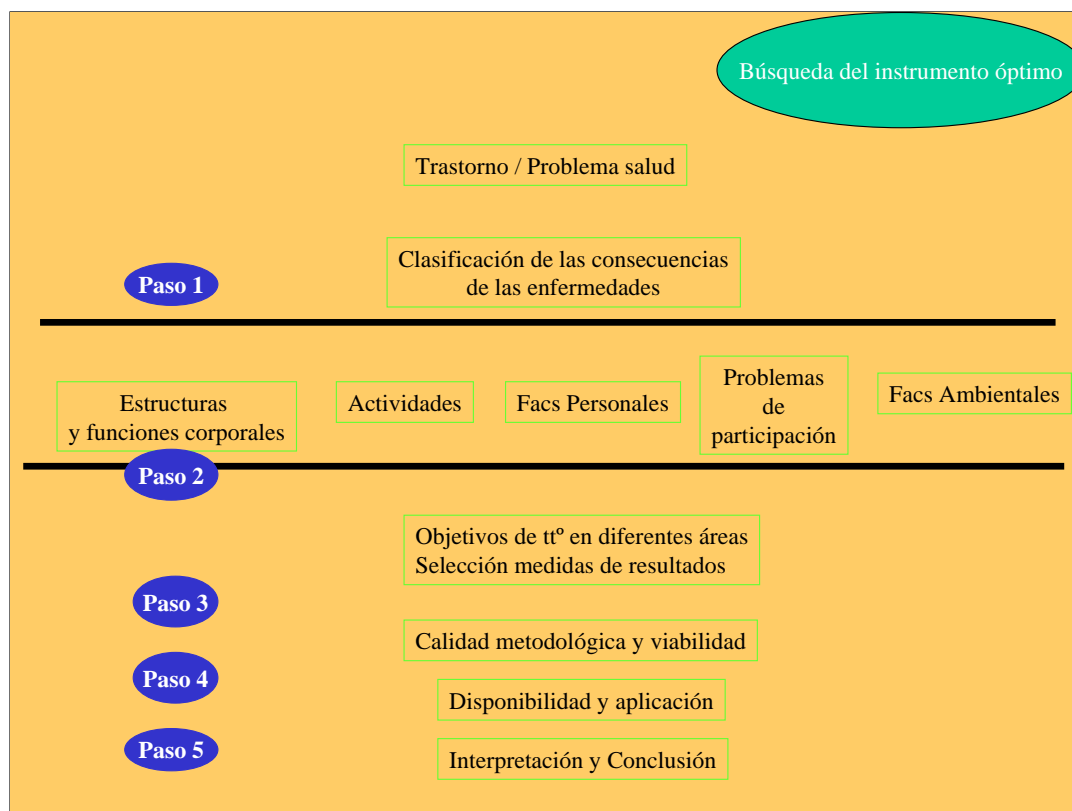 Búsqueda del instrumento óptimo
Trastorno / Problema salud
Clasificación de las consecuencias
de las enfermedades
Paso 1
Estructuras
y funciones corporales
Actividades
Facs Personales
Problemas
de
participación
Facs Ambientales
Paso 2
Objetivos de ttº en diferentes áreas
Selección medidas de resultados
Paso 3
Calidad metodológica y viabilidad
Paso 4
Disponibilidad y aplicación
Paso 5
Interpretación y Conclusión